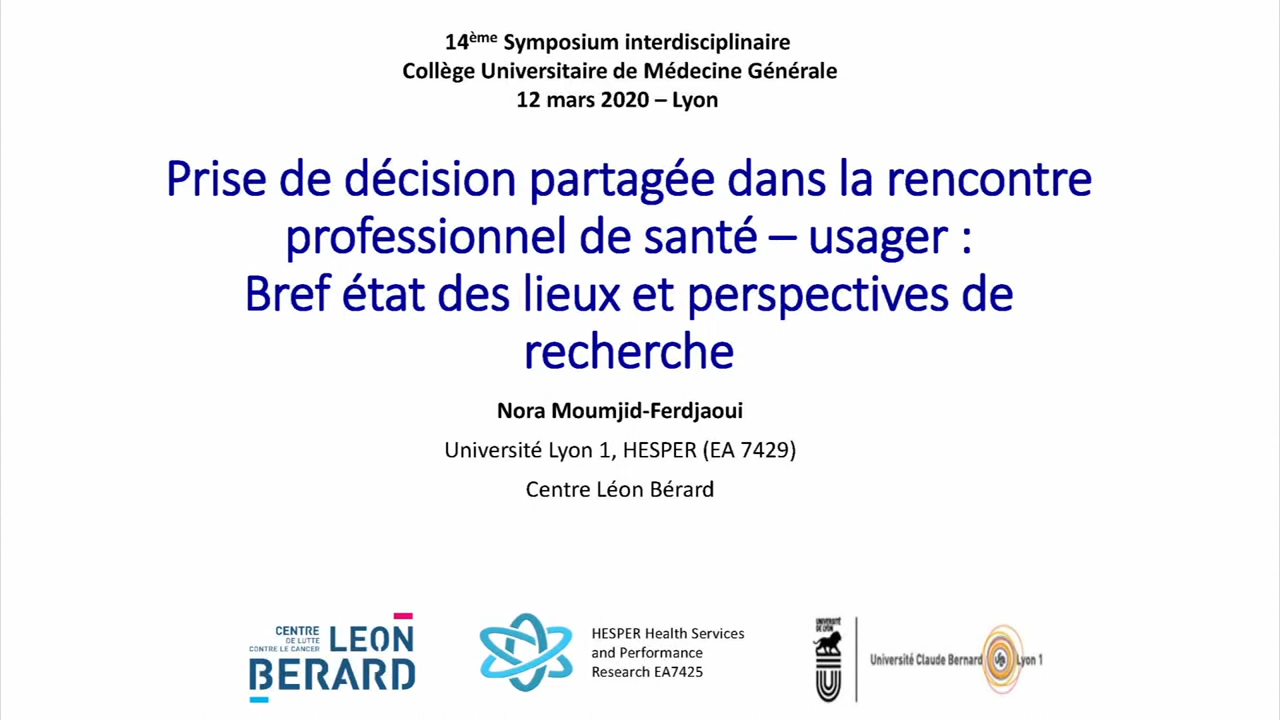 14ème Symposium interdisciplinaire
Collège Universitaire de Médecine Générale
12 mars 2020 – Lyon
Prise de décision partagée dans la rencontre
professionnel de santé – usager :
Bref état des lieux et perspectives de
recherche
Nora Moumjid-Ferdjaoui
Université Lyon 1, HESPER (EA 7429)
Centre Léon Bérard
CENTRE
DE LUTTE
CONTRE LE CANCER
LEON
BERARD
HESPER Health Services
and Performance
Research EA7425
UNIVERSITÉ
DE LYON
Université Claude Bernard Lyon 1